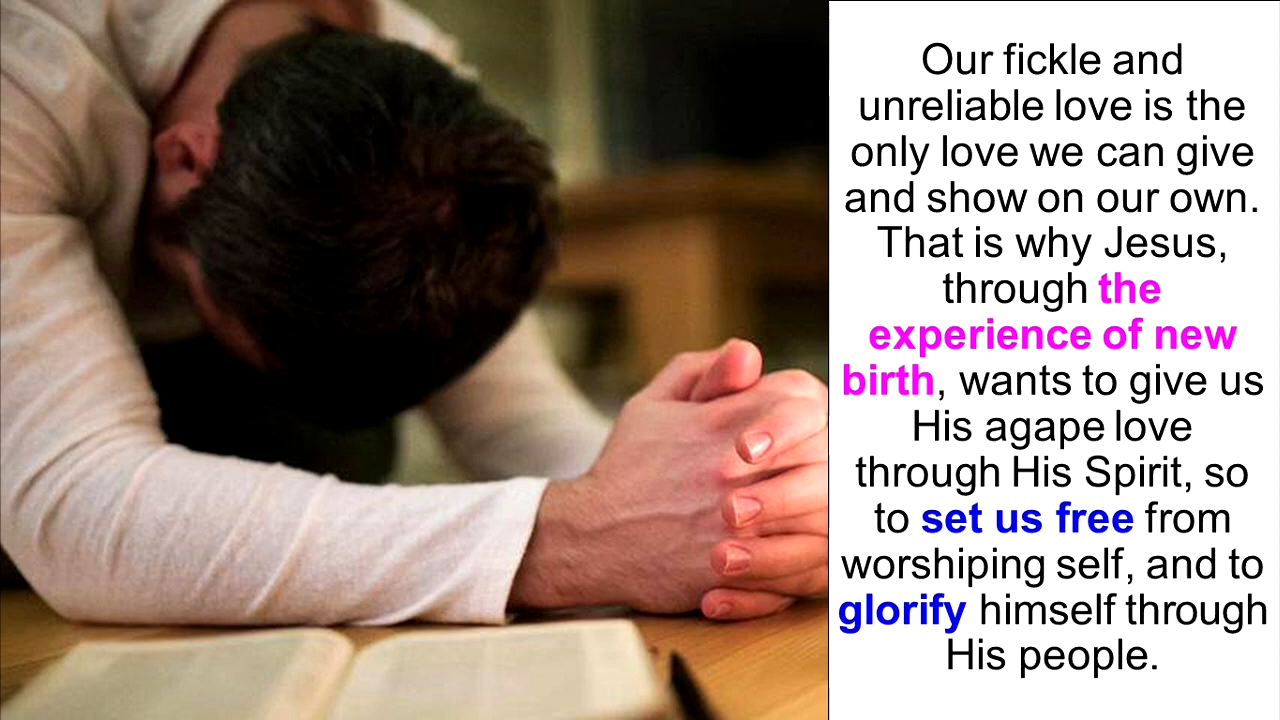 Our fickle and
unreliable love is the
only love we can give
and show on our own.
That is why Jesus,
through the
experience of new
birth, wants to give us
His agape love
through His Spirit, so
to set us free from
worshiping self, and to
glorify himself through
His people.